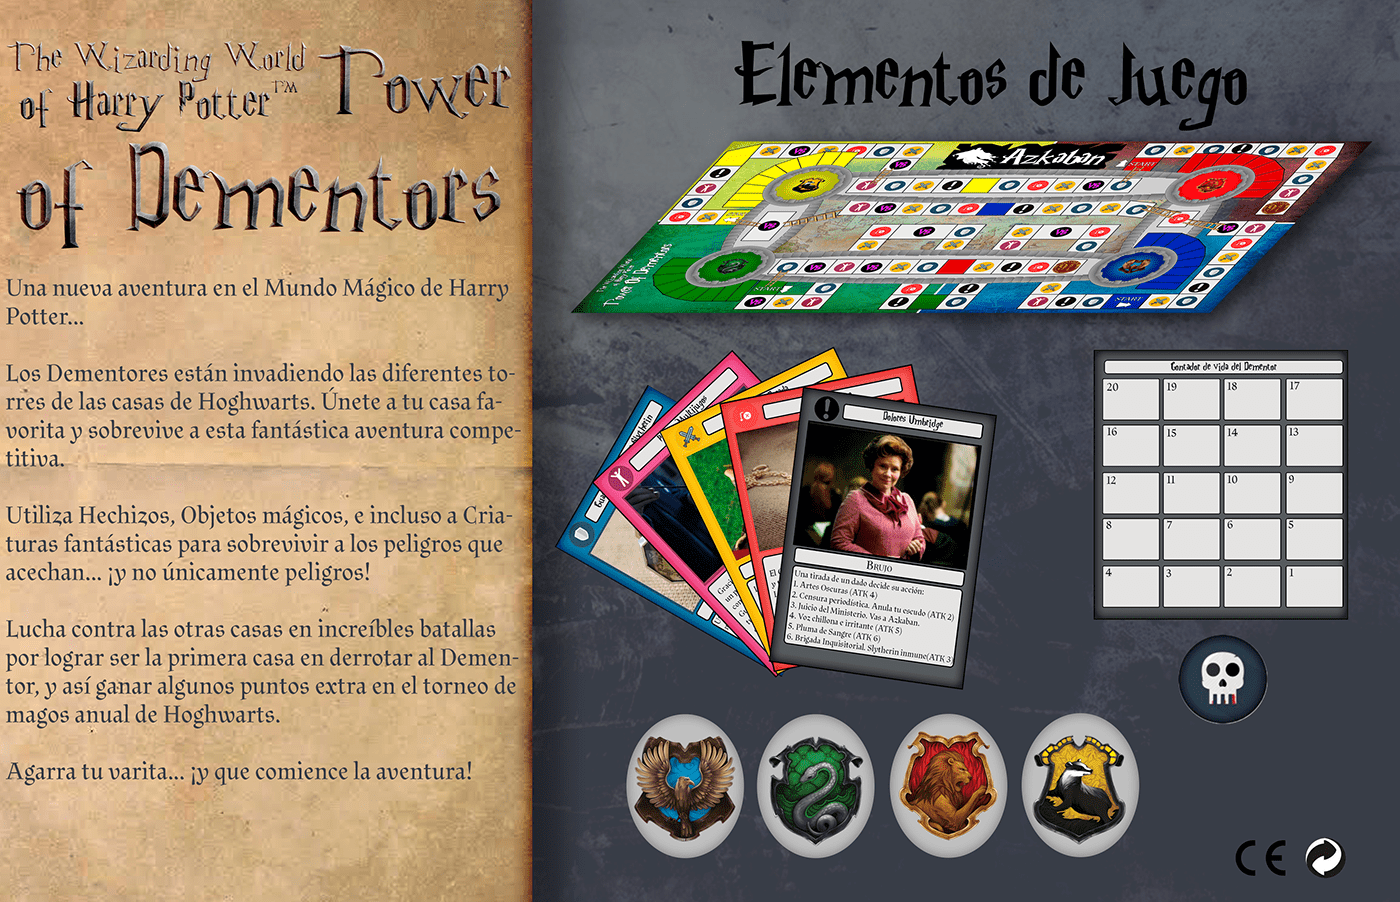 The Wizarding World
of Harry Potter™ Tower
of Dementors
Una nueva aventura en el Mundo Mágico de Harry
Potter...
Los Dementores están invadiendo las diferentes to-
rres de las casas de Hoghwarts. Únete a tu casa fa-
vorita y sobrevive a esta fantástica aventura compe-
titiva.
Utiliza Hechizos, Objetos mágicos, e incluso a Cria-
turas fantásticas para sobrevivir a los peligros que
acechan... ¡y no únicamente peligros!
Lucha contra las otras casas en increíbles batallas
por lograr ser la primera casa en derrotar al Demen-
tor, y así ganar algunos puntos extra en el torneo de
magos anual de Hoghwarts.
Agarra tu varita... ¡y que comience la aventura!
Elementos de Juego
Azkaban
START
START
START
Tower Of Dementors
Dolores Umbridge
Brujo
Una tirada de un dado decide su acción:
1. Artes Oscuras (ATK 4)
2. Censura periodística. Anula tu escudo (ATK 2)
3. Juicio del Ministerio. Vas a Azkaban.
4. Voz chillona e irritante (ATK 5)
5. Pluma de Sangre (ATK 6)
6. Brigada Inquisitorial. Slytherin inmune(ATK 3)
Contador de vida del Dementor
20 19 18 17
16 15 14 13
12 11 10 9
8 7 6 5
4 3 2 1
CE